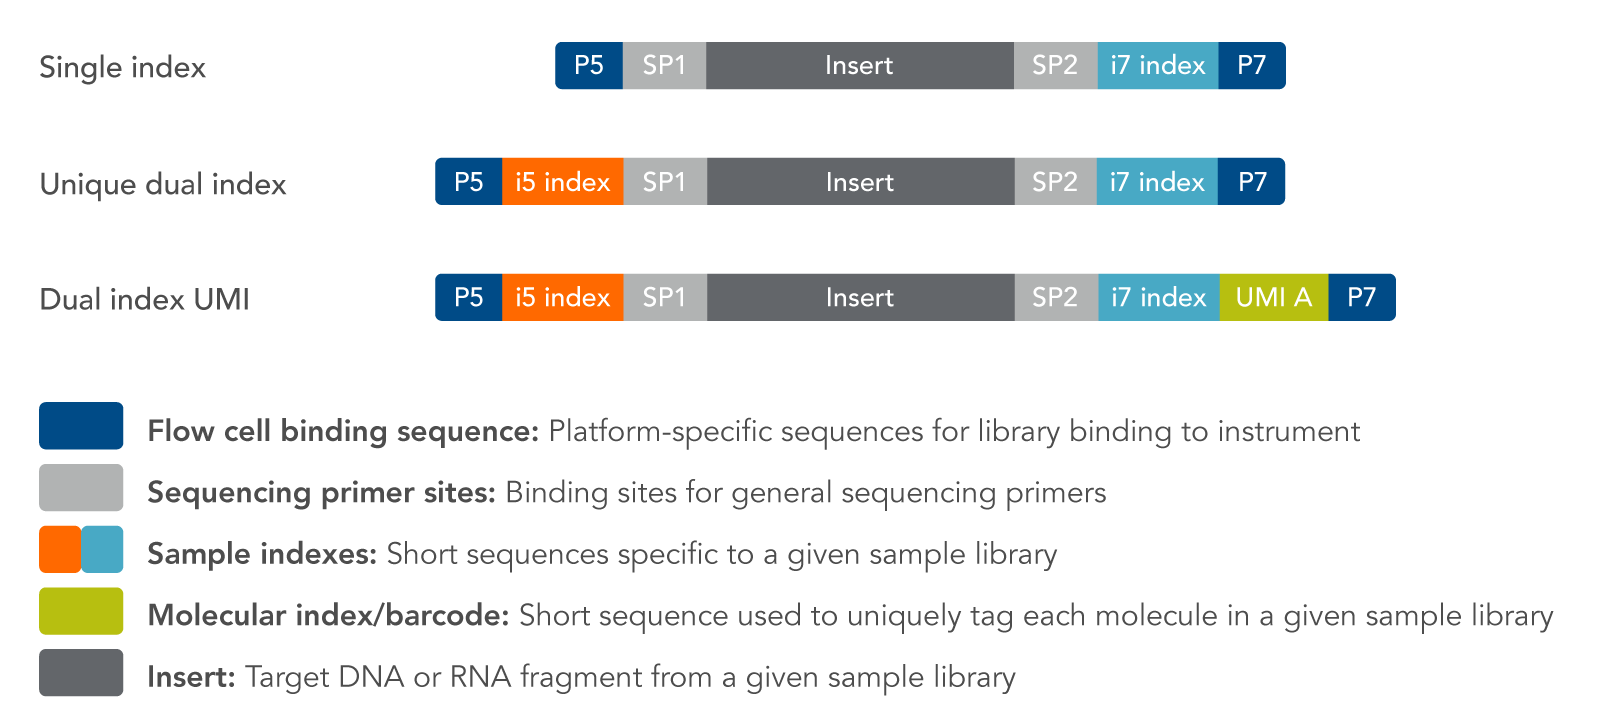 Single index P5 SP1 Insert SP2 i7 index P7
Unique dual index P5 i5 index SP1 Insert SP2 i7 index P7
Dual index UMI P5 i5 index SP1 Insert SP2 i7 index UMI A P7
Flow cell binding sequence: Platform-specific sequences for library binding to instrument
Sequencing primer sites: Binding sites for general sequencing primers
Sample indexes: Short sequences specific to a given sample library
Molecular index/barcode: Short sequence used to uniquely tag each molecule in a given sample library
Insert: Target DNA or RNA fragment from a given sample library